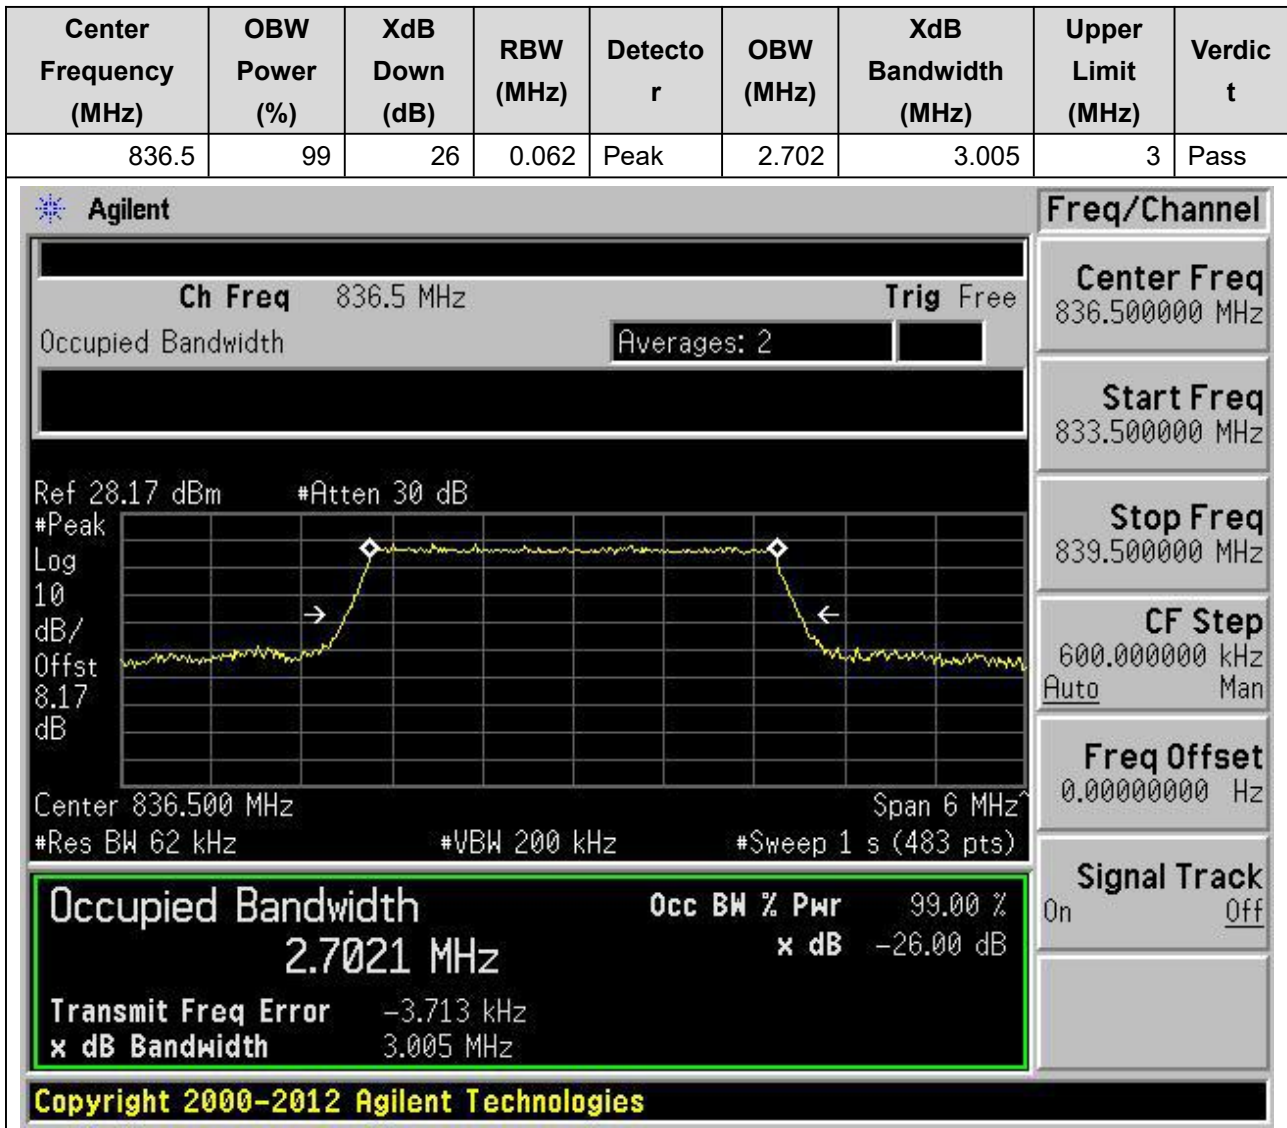 Center Frequency (MHz) OBW Power (%) XdB Down (dB) RBW (MHz) Detecto r OBW (MHz) XdB Bandwidth (MHz) Upper Limit (MHz) Verdic t
836.5 99 26 0.062 Peak 2.702 3.005 3 Pass
Agilent
Freq/Channel
Ch Freq 836.5 MHz Trig Free
Occupied Bandwidth Averages: 2
Ref 28.17 dBm #Atten 30 dB
#Peak
Log
10
dB/
Offst
8.17
dB
Center 836.500 MHz Span 6 MHz^
#Res BW 62 kHz #VBW 200 kHz #Sweep 1 s (483 pts)
Occupied Bandwidth Occ BW % Pwr 99.00 %
2.7021 MHz x dB -26.00 dB
Transmit Freq Error -3.713 kHz
x dB Bandwidth 3.005 MHz
Center Freq
836.500000 MHz
Start Freq
833.500000 MHz
Stop Freq
839.500000 MHz
CF Step
600.000000 kHz
Auto Man
Freq Offset
0.00000000 Hz
Signal Track
On Off
Copyright 2000-2012 Agilent Technologies